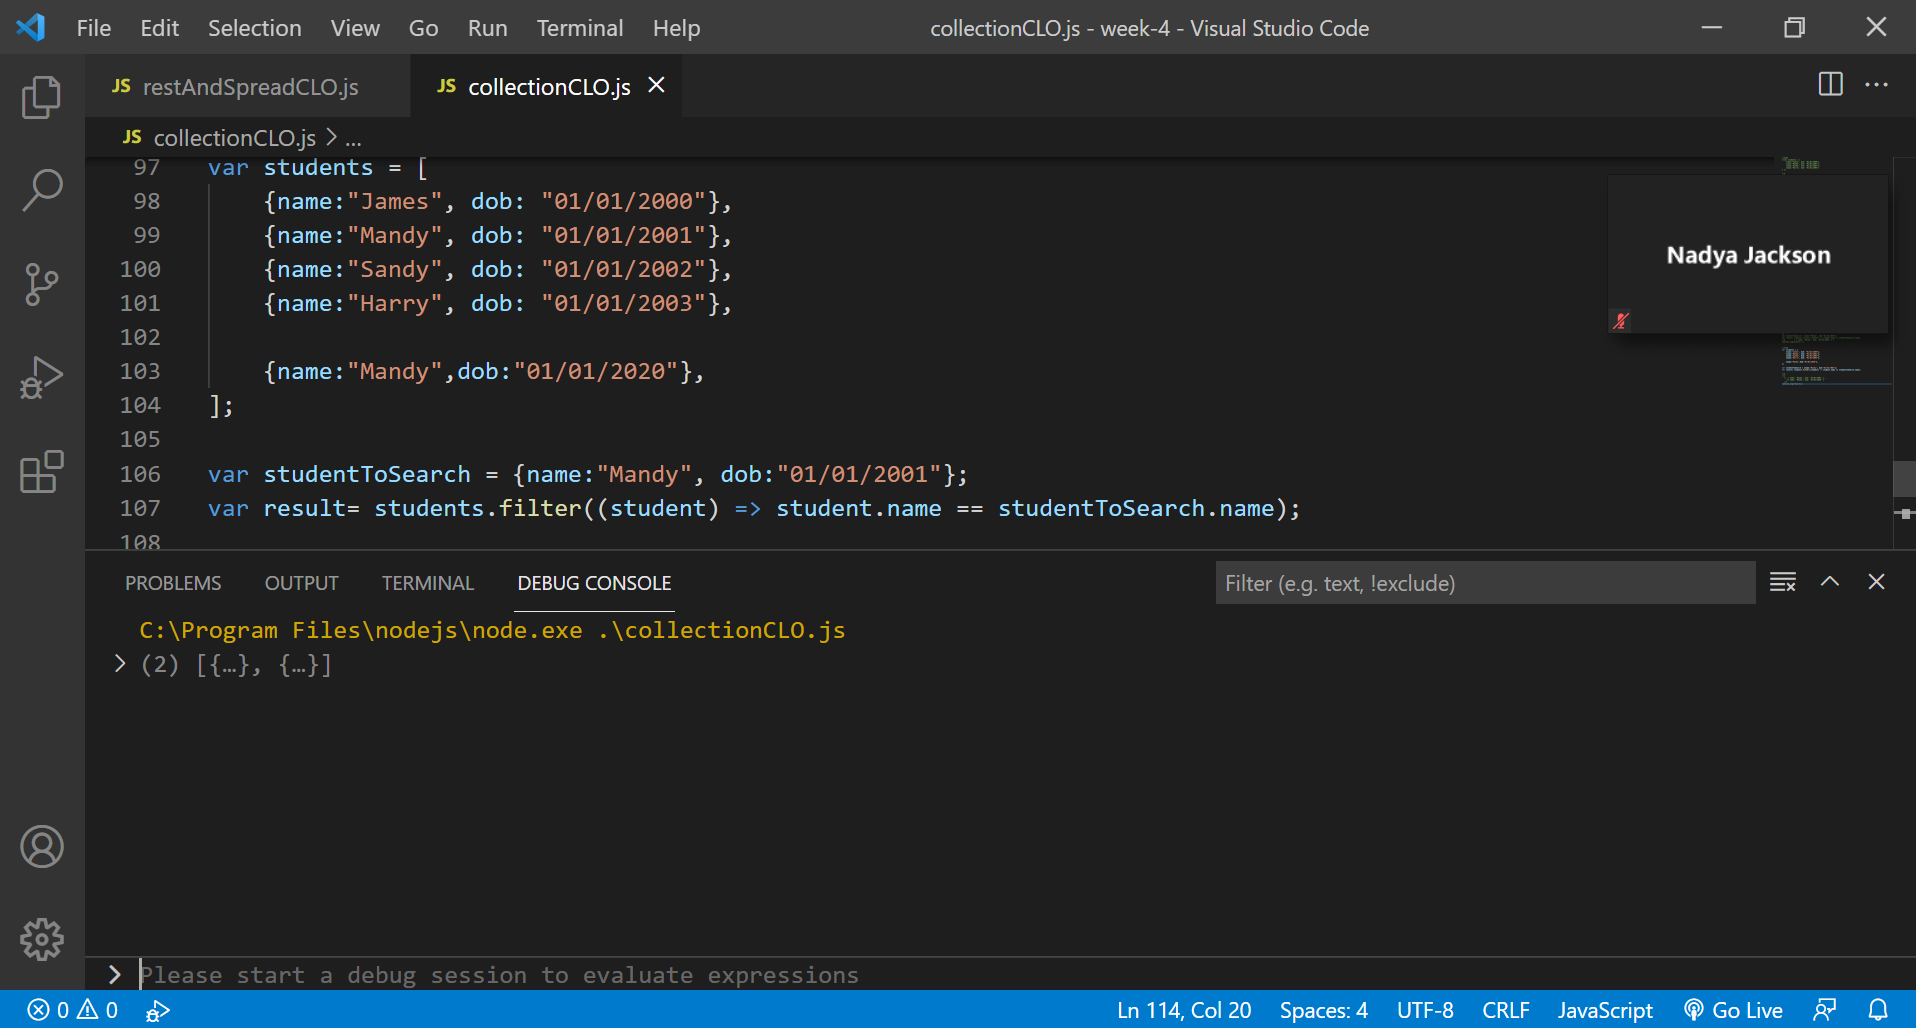 File Edit Selection View Go Run Terminal Help collectionCLO.js - week-4 - Visual Studio Code
JS restAndSpreadCLO.js JS collectionCLO.js
JS collectionCLO.js > ...
97 var students = [
98 {name:"James", dob: "01/01/2000"},
99 {name:"Mandy", dob: "01/01/2001"},
100 {name:"Sandy", dob: "01/01/2002"},
101 {name:"Harry", dob: "01/01/2003"},
102
103 {name:"Mandy",dob:"01/01/2020"},
104 ];
105
106 var studentToSearch = {name:"Mandy", dob:"01/01/2001"};
107 var result= students.filter((student) => student.name == studentToSearch.name);
108
Nadya Jackson
PROBLEMS OUTPUT TERMINAL DEBUG CONSOLE Filter (e.g. text, !exclude)
C:\Program Files\nodejs\node.exe .\collectionCLO.js
> (2) [{…}, {…}]
> Please start a debug session to evaluate expressions
0 0 Ln 114, Col 20 Spaces: 4 UTF-8 CRLF JavaScript Go Live